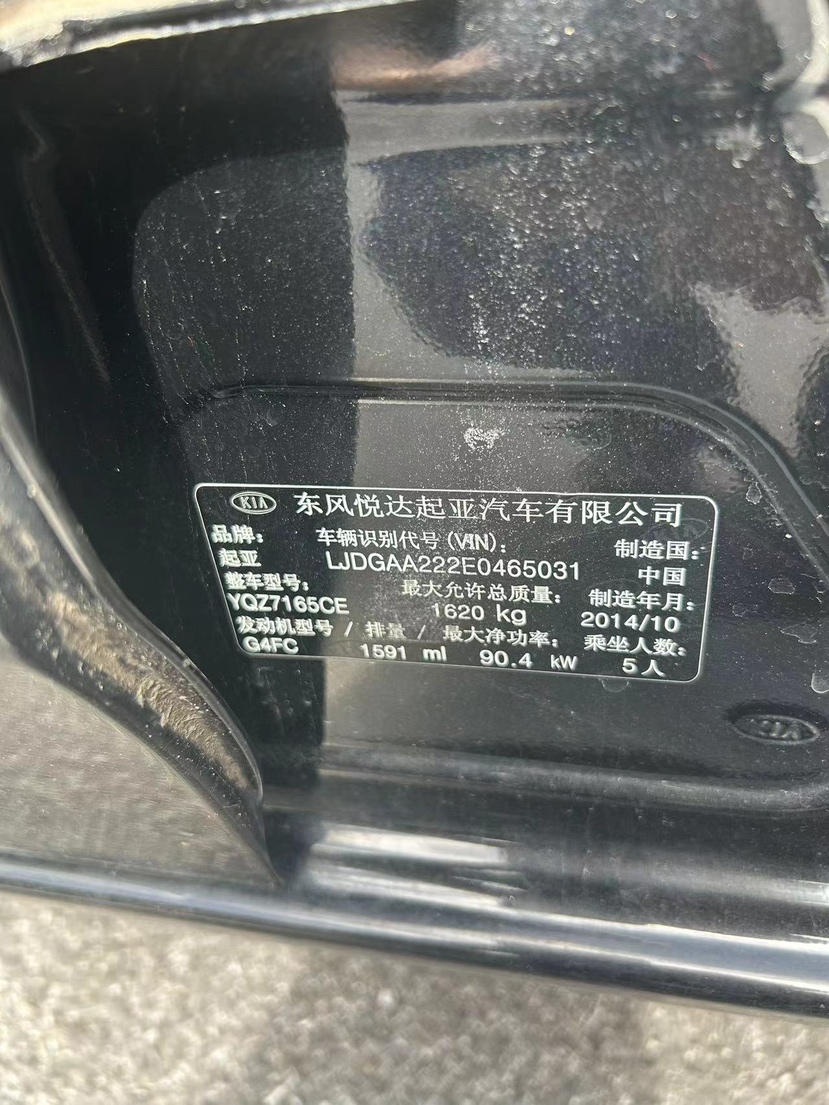 KIA 东风悦达起亚汽车有限公司
品牌： 车辆识别代号(VIN)： 制造国：
起亚 LJDGAA222E0465031 中国
整车型号： 最大允许总质量： 制造年月：
YQZ7165CE 1620 kg 2014/10
发动机型号 / 排量 / 最大净功率： 乘坐人数：
G4FC 1591 ml 90.4 kW 5人
KIA